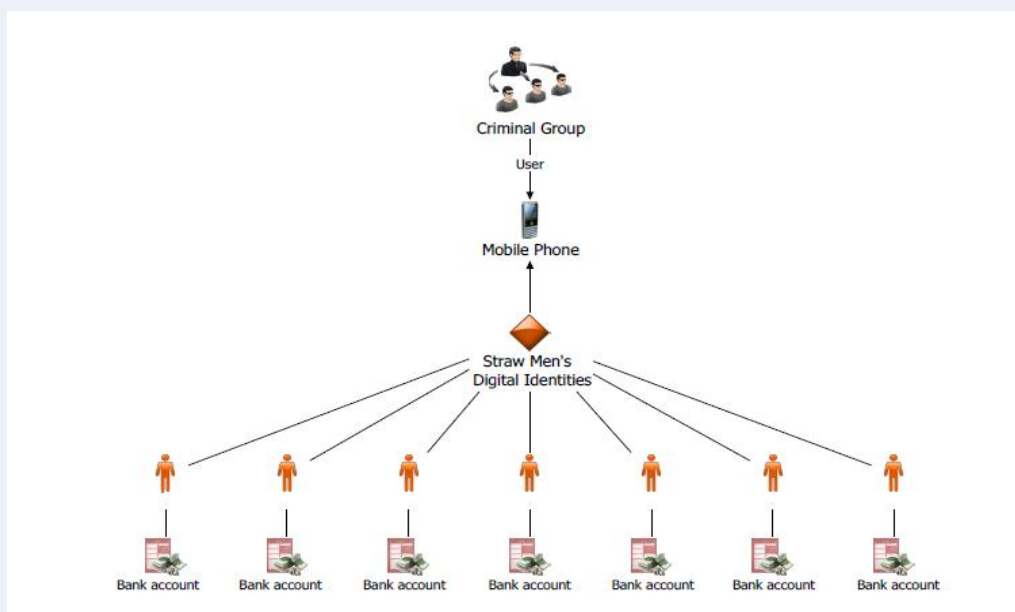 Criminal Group
User
Mobile Phone
Straw Men's
Digital Identities
Bank account Bank account Bank account Bank account Bank account Bank account Bank account